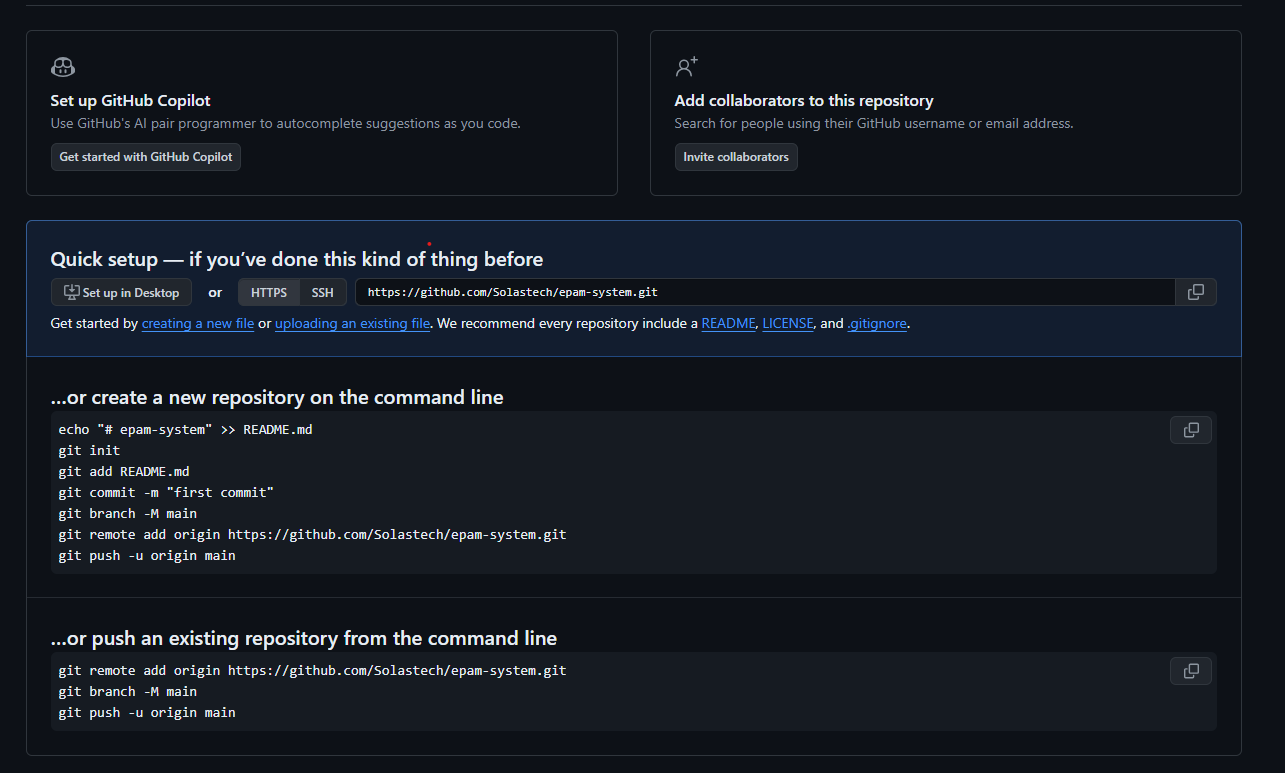 Set up GitHub Copilot
Use GitHub's AI pair programmer to autocomplete suggestions as you code.
Get started with GitHub Copilot
Add collaborators to this repository
Search for people using their GitHub username or email address.
Invite collaborators
Quick setup — if you’ve done this kind of thing before
Set up in Desktop or HTTPS SSH https://github.com/Solastech/epam-system.git
Get started by creating a new file or uploading an existing file. We recommend every repository include a README, LICENSE, and .gitignore.
…or create a new repository on the command line
echo "# epam-system" >> README.md
git init
git add README.md
git commit -m "first commit"
git branch -M main
git remote add origin https://github.com/Solastech/epam-system.git
git push -u origin main
…or push an existing repository from the command line
git remote add origin https://github.com/Solastech/epam-system.git
git branch -M main
git push -u origin main